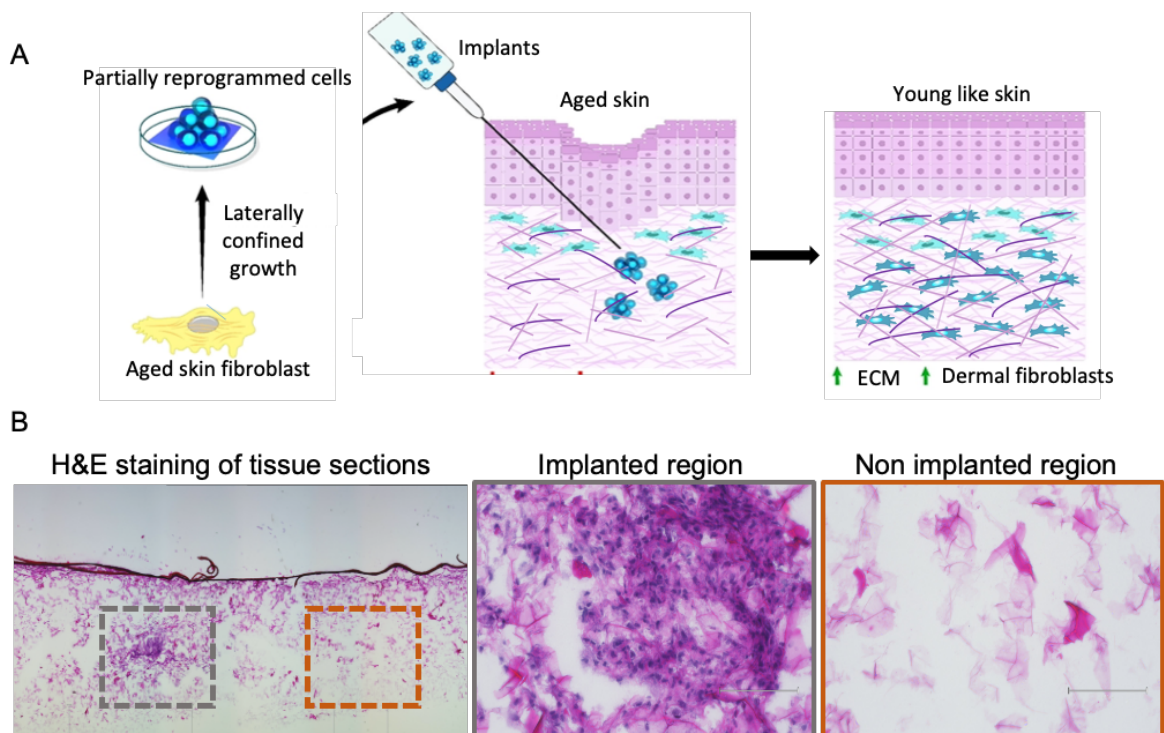 A
Partially reprogrammed cells
Laterally
confined
growth
Aged skin fibroblast
Implants
Aged skin
Young like skin
ECM
Dermal fibroblasts
B
H&E staining of tissue sections
Implanted region
Non implanted region